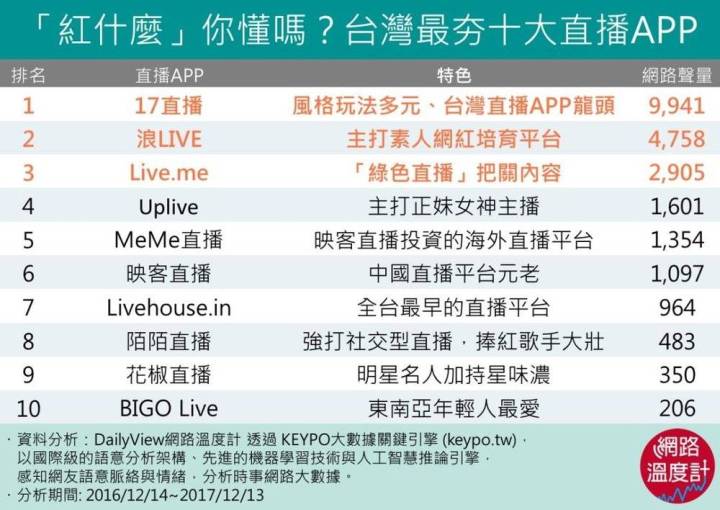 「紅什麼」你懂嗎？台灣最夯十大直播APP
排名 直播APP 特色 網路聲量
1 17直播 風格玩法多元、台灣直播APP龍頭 9,941
2 浪LIVE 主打素人網紅培育平台 4,758
3 Live.me 「綠色直播」把關內容 2,905
4 Uplive 主打正妹女神主播 1,601
5 MeMe直播 映客直播投資的海外直播平台 1,354
6 映客直播 中國直播平台元老 1,097
7 Livehouse.in 全台最早的直播平台 964
8 陌陌直播 強打社交型直播，捧紅歌手大壯 483
9 花椒直播 明星名人加持星味濃 350
10 BIGO Live 東南亞年輕人最愛 206
·資料分析：DailyView網路溫度計 透過 KEYPO大數據關鍵引擎 (keypo.tw)，
以國際級的語意分析架構、先進的機器學習技術與人工智慧推論引擎，
感知網友語意脈絡與情緒，分析時事網路大數據。
·分析期間: 2016/12/14~2017/12/13
網路
溫度計